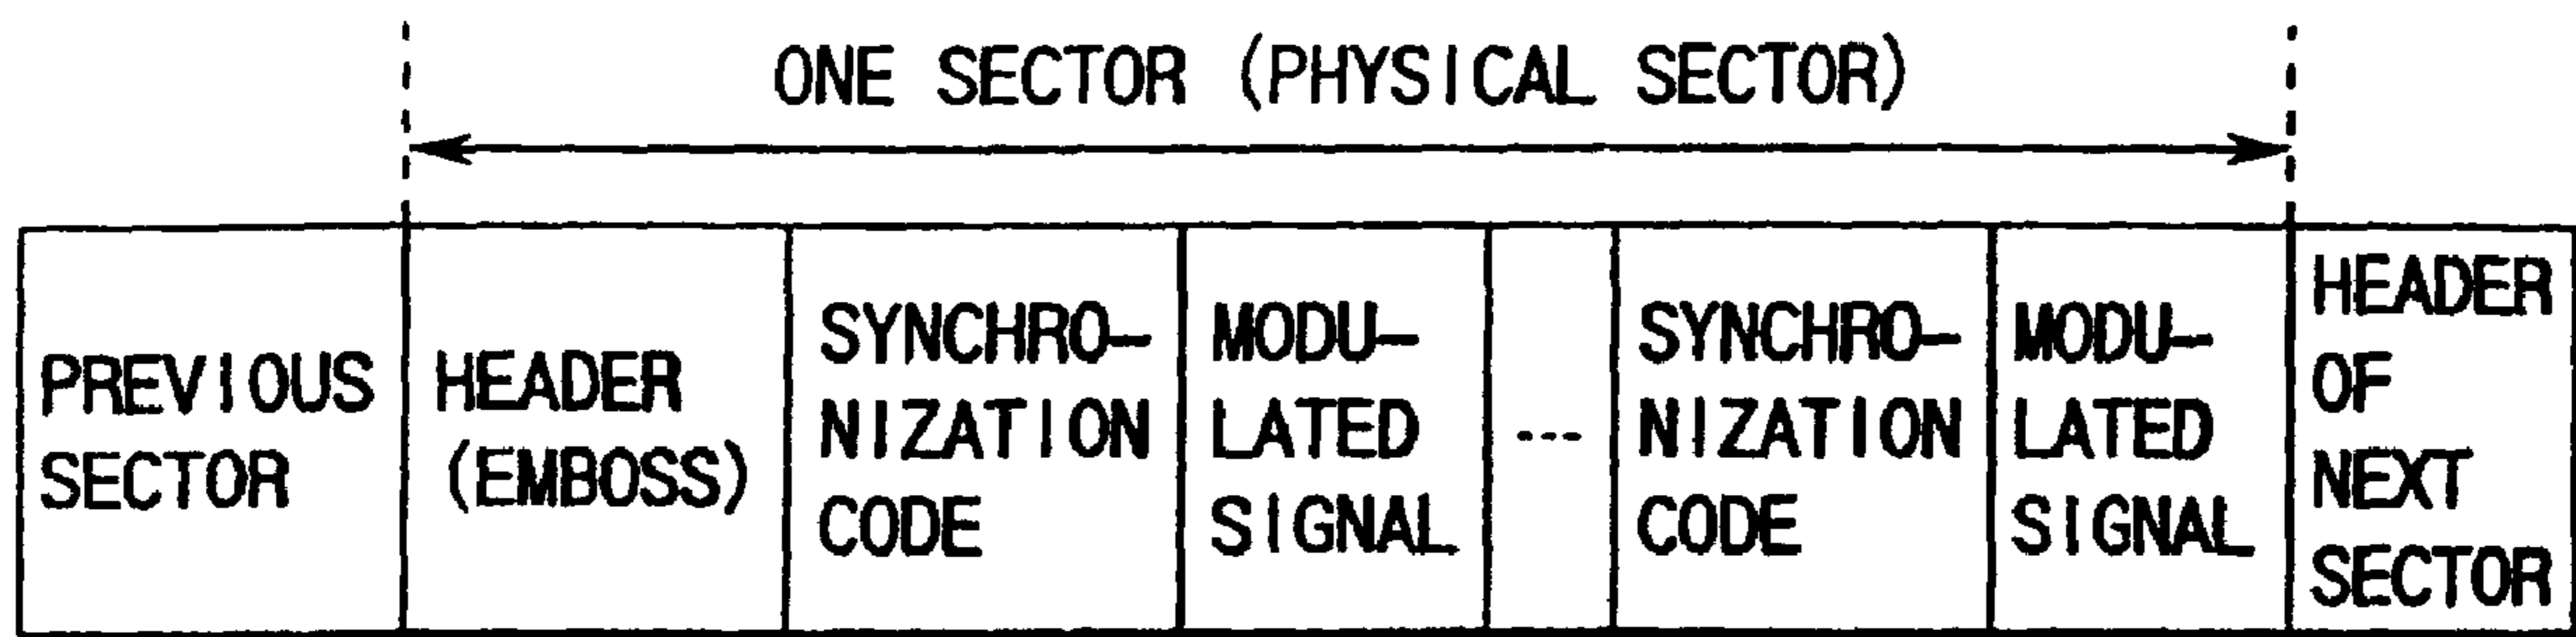 ONE SECTOR (PHYSICAL SECTOR)
PREVIOUS
SECTOR
HEADER
(EMBOSS)
SYNCHRO-
NIZATION
CODE
MODU-
LATED
SIGNAL
---
SYNCHRO-
NIZATION
CODE
MODU-
LATED
SIGNAL
HEADER
OF
NEXT
SECTOR